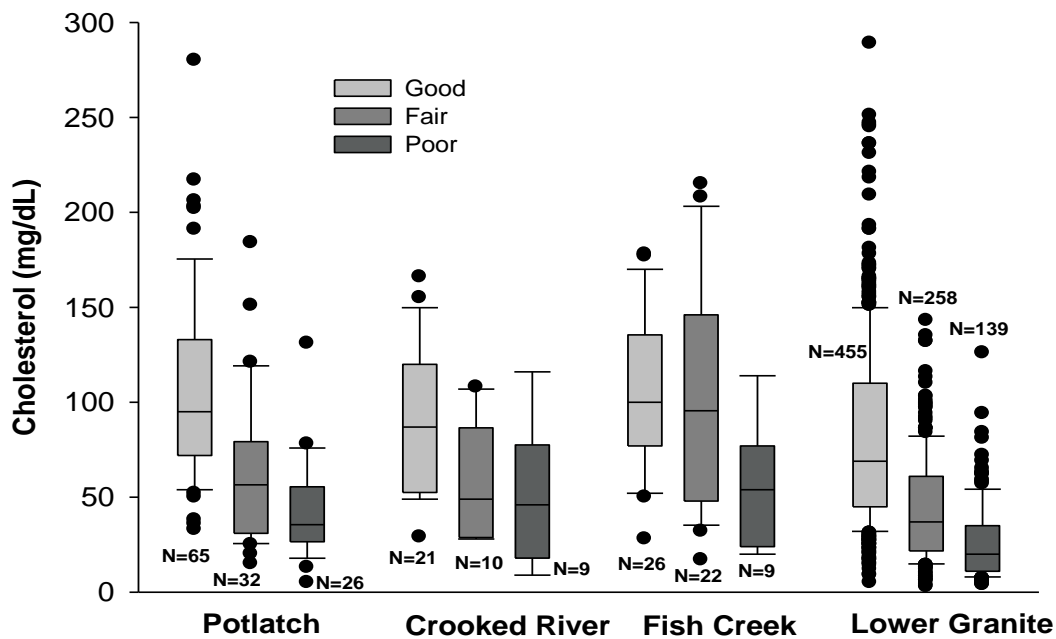 300
250
200
150
100
50
0
Cholesterol (mg/dL)
Good
Fair
Poor
N=65
N=32
N=26
N=21
N=10
N=9
N=26
N=22
N=9
N=455
N=258
N=139
Potlatch
Crooked River
Fish Creek
Lower Granite